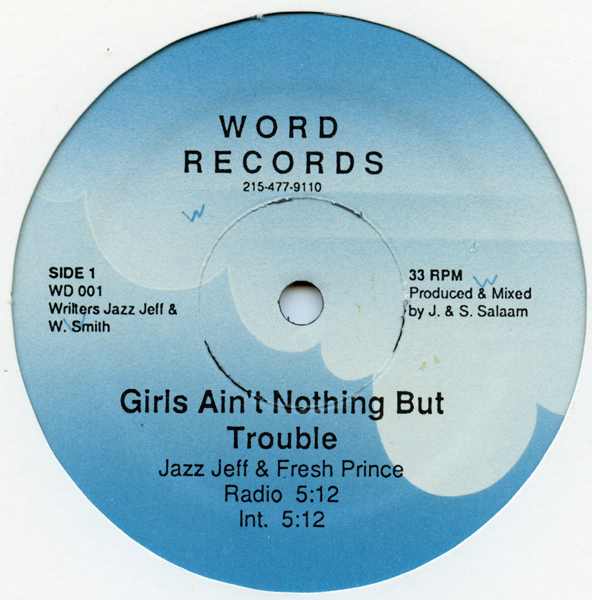 WORD
RECORDS
215-477-9110
SIDE 1
WD 001
Writers Jazz Jeff &
W. Smith
33 RPM
Produced & Mixed
by J. & S. Salaam
Girls Ain't Nothing But
Trouble
Jazz Jeff & Fresh Prince
Radio 5:12
Int. 5:12
W
W
W